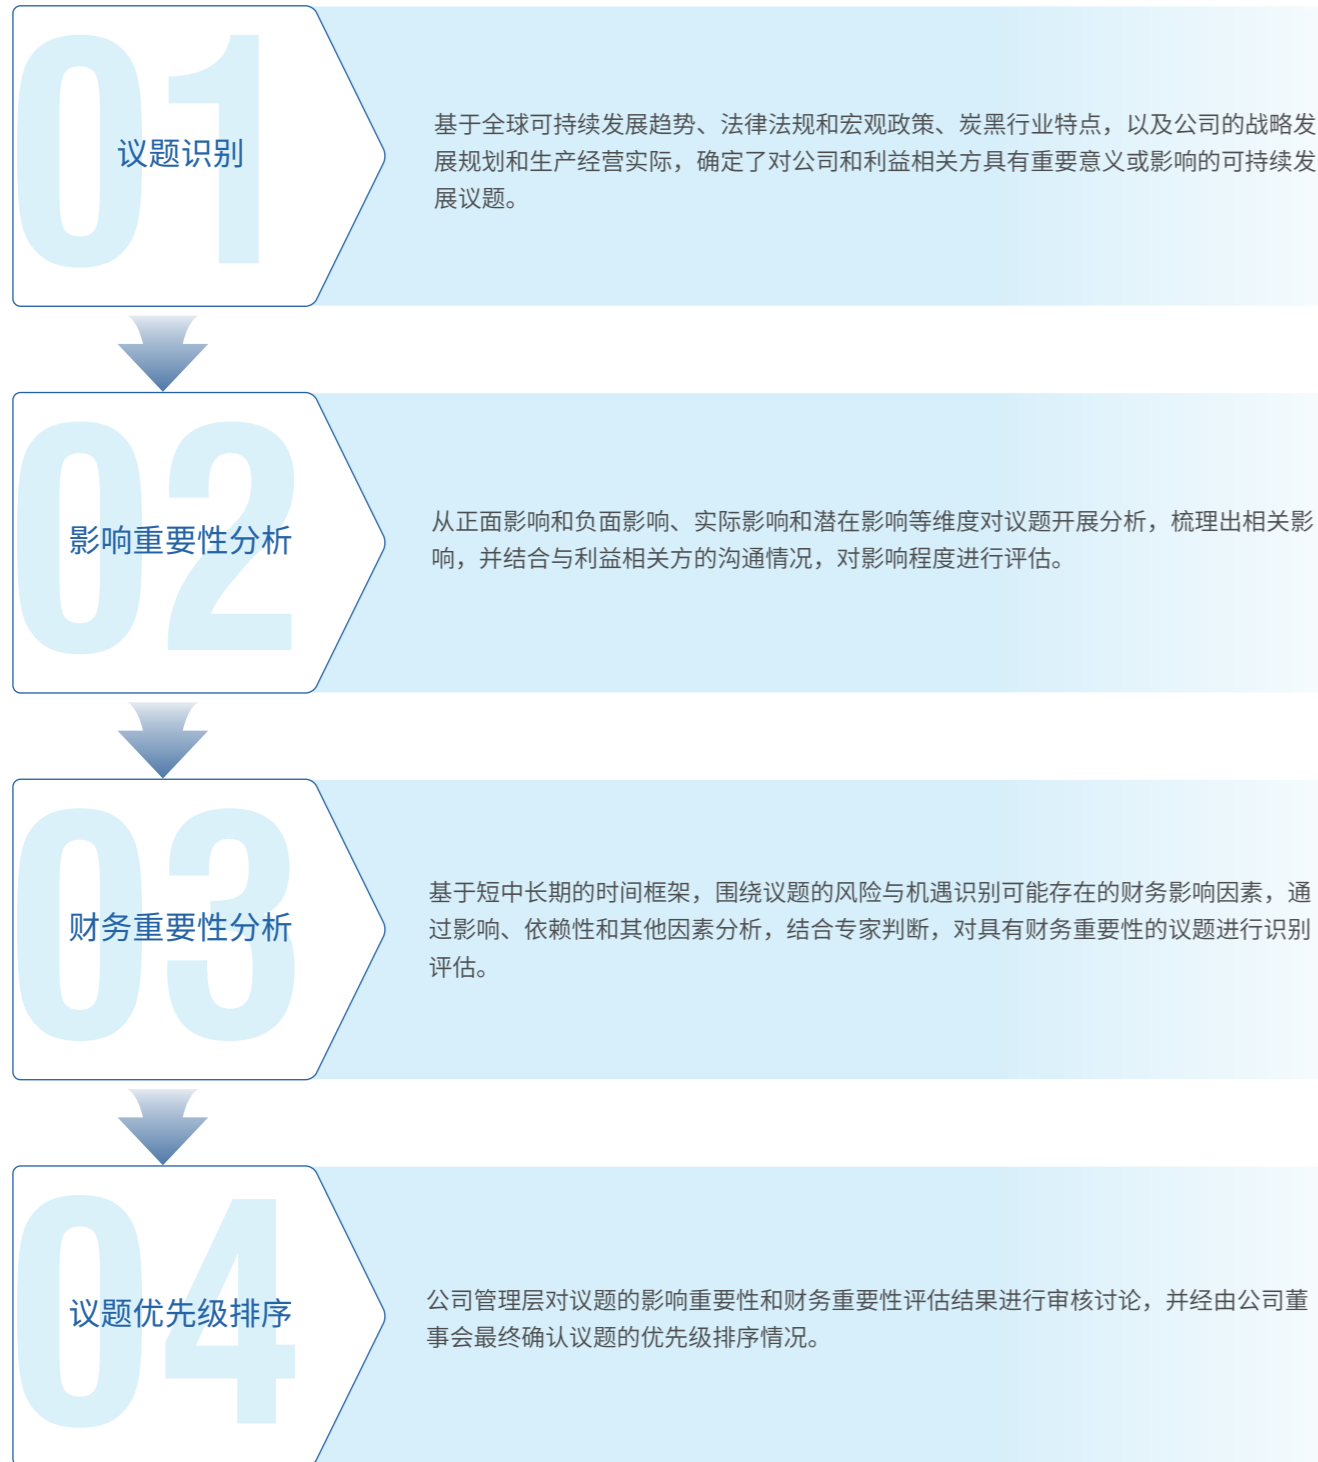 01
议题识别
基于全球可持续发展趋势、法律法规和宏观政策、炭黑行业特点，以及公司的战略发
展规划和生产经营实际，确定了对公司和利益相关方具有重要意义或影响的可持续发
展议题。
02
影响重要性分析
从正面影响和负面影响、实际影响和潜在影响等维度对议题开展分析，梳理出相关影
响，并结合与利益相关方的沟通情况，对影响程度进行评估。
03
财务重要性分析
基于短中长期的时间框架，围绕议题的风险与机遇识别可能存在的财务影响因素，通
过影响、依赖性和其他因素分析，结合专家判断，对具有财务重要性的议题进行识别
评估。
04
议题优先级排序
公司管理层对议题的影响重要性和财务重要性评估结果进行审核讨论，并经由公司董
事会最终确认议题的优先级排序情况。